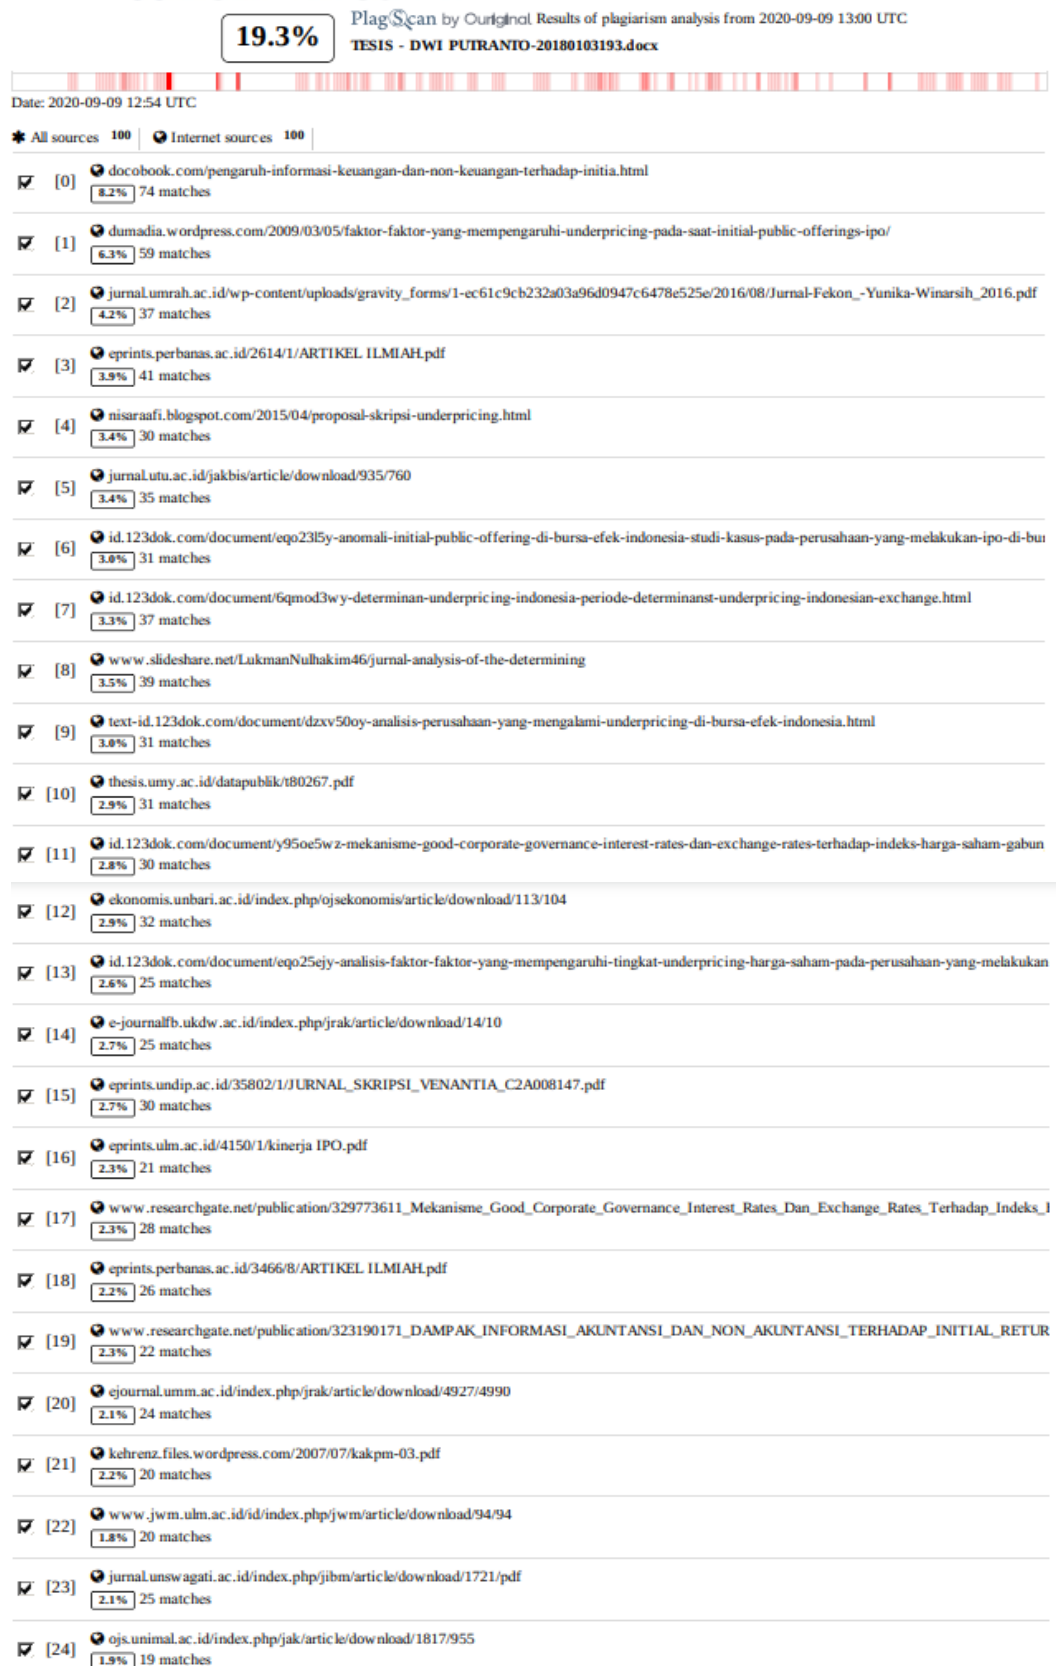 19.3%
PlagScan by Ouriginal Results of plagiarism analysis from 2020-09-09 13:00 UTC
TESIS - DWI PUTRANTO-20180103193.docx
Date: 2020-09-09 12:54 UTC
All sources 100 Internet sources 100
[0] docobook.com/pengaruh-informasi-keuangan-dan-non-keuangan-terhadap-initia.html
8.2% 74 matches
[1] dumadia.wordpress.com/2009/03/05/faktor-faktor-yang-mempengaruhi-underpricing-pada-saat-initial-public-offerings-ipo/
6.3% 59 matches
[2] jurnal.umrah.ac.id/wp-content/uploads/gravity_forms/1-ec61c9cb232a03a96d0947c6478e525e/2016/08/Jurnal-Fekon_-Yunika-Winarsih_2016.pdf
4.2% 37 matches
[3] eprints.perbanas.ac.id/2614/1/ARTIKEL ILMIAH.pdf
3.9% 41 matches
[4] nisaraafi.blogspot.com/2015/04/proposal-skripsi-underpricing.html
3.4% 30 matches
[5] jurnal.utu.ac.id/jakbis/article/download/935/760
3.4% 35 matches
[6] id.123dok.com/document/eqo23l5y-anomali-initial-public-offering-di-bursa-efek-indonesia-studi-kasus-pada-perusahaan-yang-melakukan-ipo-di-bur
3.0% 31 matches
[7] id.123dok.com/document/6qmod3wy-determinan-underpricing-indonesia-periode-determinanst-underpricing-indonesian-exchange.html
3.3% 37 matches
[8] www.slideshare.net/LukmanNulhakim46/jurnal-analysis-of-the-determining
3.5% 39 matches
[9] text-id.123dok.com/document/dzxv50oy-analisis-perusahaan-yang-mengalami-underpricing-di-bursa-efek-indonesia.html
3.0% 31 matches
[10] thesis.umy.ac.id/datapublik/t80267.pdf
2.9% 31 matches
[11] id.123dok.com/document/y95oe5wz-mekanisme-good-corporate-governance-interest-rates-dan-exchange-rates-terhadap-indeks-harga-saham-gabun
2.8% 30 matches
[12] ekonomis.unbari.ac.id/index.php/ojsekonomis/article/download/113/104
2.9% 32 matches
[13] id.123dok.com/document/eqo25ejy-analisis-faktor-faktor-yang-mempengaruhi-tingkat-underpricing-harga-saham-pada-perusahaan-yang-melakukan
2.6% 25 matches
[14] e-journalfb.ukdw.ac.id/index.php/jrak/article/download/14/10
2.7% 25 matches
[15] eprints.undip.ac.id/35802/1/JURNAL_SKRIPSI_VENANTIA_C2A008147.pdf
2.7% 30 matches
[16] eprints.ulm.ac.id/4150/1/kinerja IPO.pdf
2.3% 21 matches
[17] www.researchgate.net/publication/329773611_Mekanisme_Good_Corporate_Governance_Interest_Rates_Dan_Exchange_Rates_Terhadap_Indeks_H
2.3% 28 matches
[18] eprints.perbanas.ac.id/3466/8/ARTIKEL ILMIAH.pdf
2.2% 26 matches
[19] www.researchgate.net/publication/323190171_DAMPAK_INFORMASI_AKUNTANSI_DAN_NON_AKUNTANSI_TERHADAP_INITIAL_RETUR
2.3% 22 matches
[20] ejournal.umm.ac.id/index.php/jrak/article/download/4927/4990
2.1% 24 matches
[21] kehrenz.files.wordpress.com/2007/07/kakpm-03.pdf
2.2% 20 matches
[22] www.jwm.ulm.ac.id/id/index.php/jwm/article/download/94/94
1.8% 20 matches
[23] jurnal.unswagati.ac.id/index.php/jibm/article/download/1721/pdf
2.1% 25 matches
[24] ojs.unimal.ac.id/index.php/jak/article/download/1817/955
1.9% 19 matches